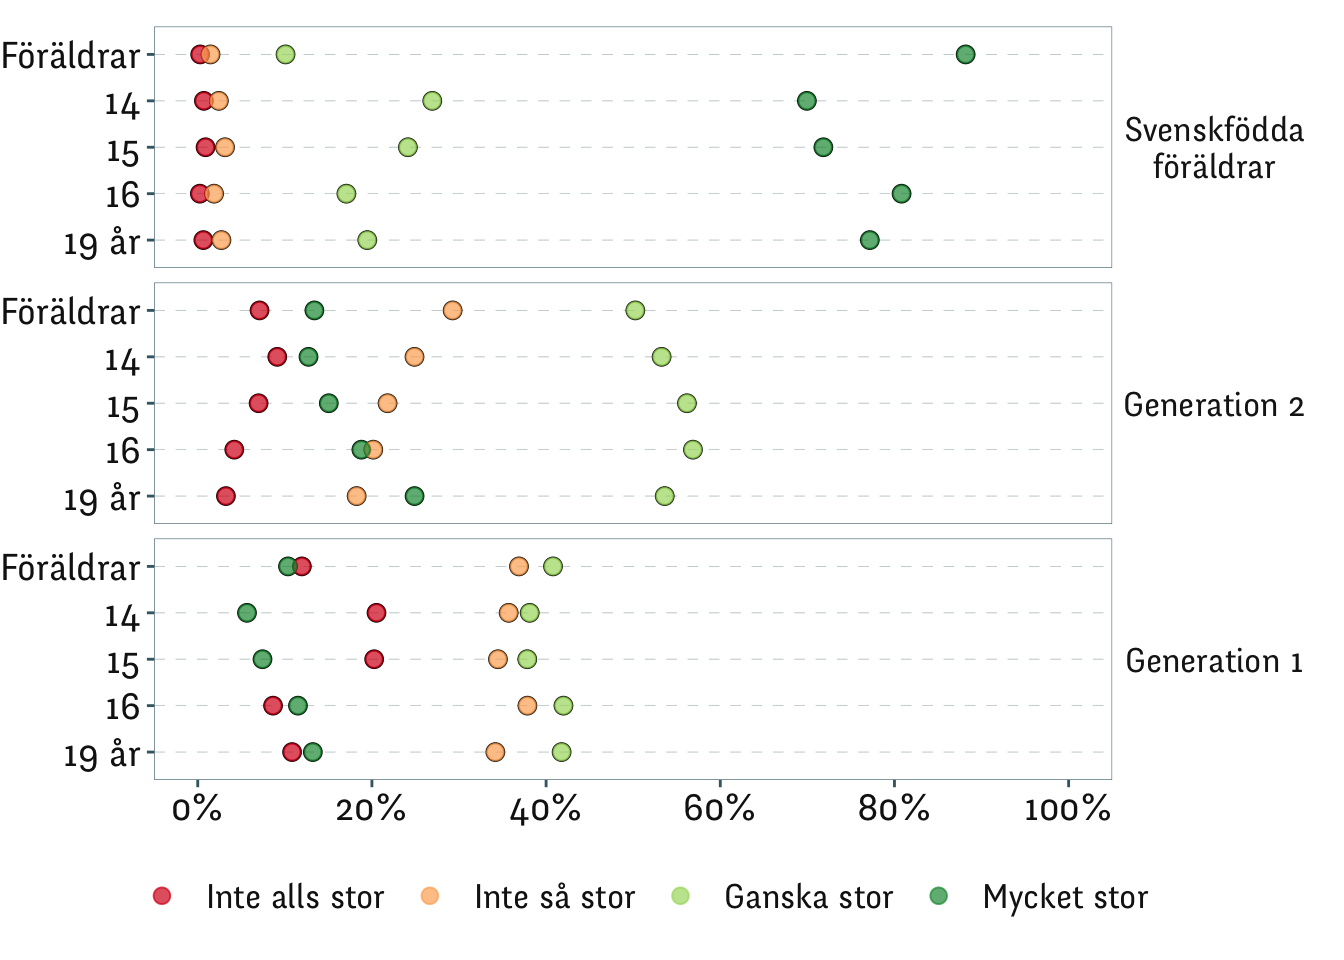 Föräldrar
14
15
16
19 år
Svenskfödda
föräldrar
Föräldrar
14
15
16
19 år
Generation 2
Föräldrar
14
15
16
19 år
Generation 1
0% 20% 40% 60% 80% 100%
Inte alls stor Inte så stor Ganska stor Mycket stor